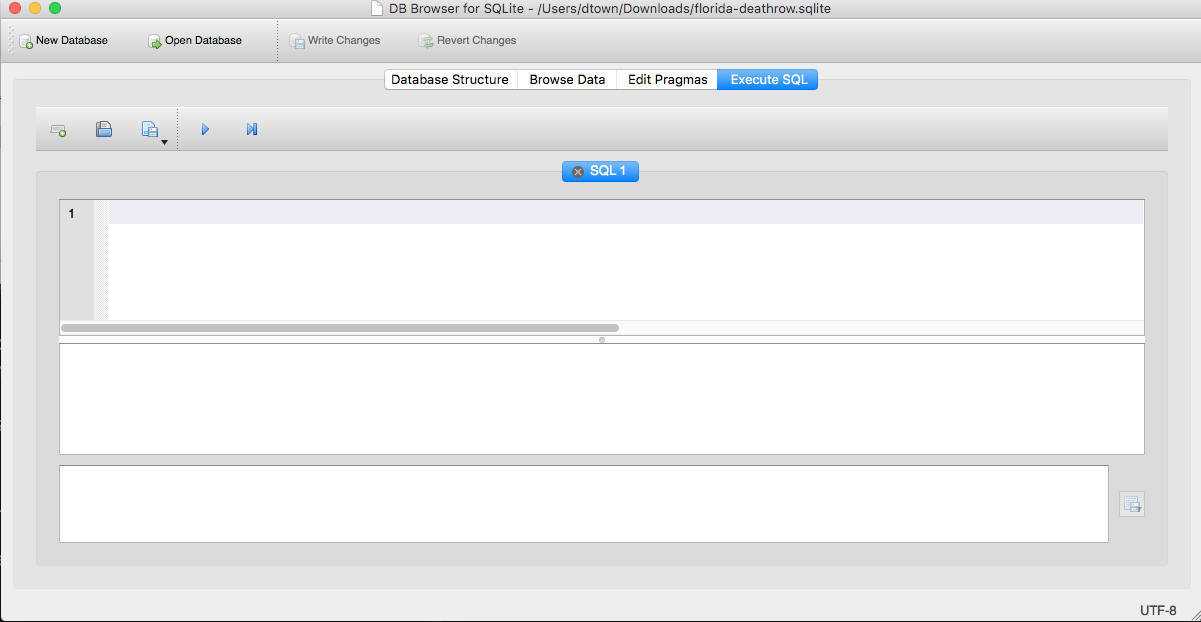 DB Browser for SQLite - /Users/dtown/Downloads/florida-deathrow.sqlite
New Database Open Database Write Changes Revert Changes
Database Structure Browse Data Edit Pragmas Execute SQL
SQL 1
1
UTF-8